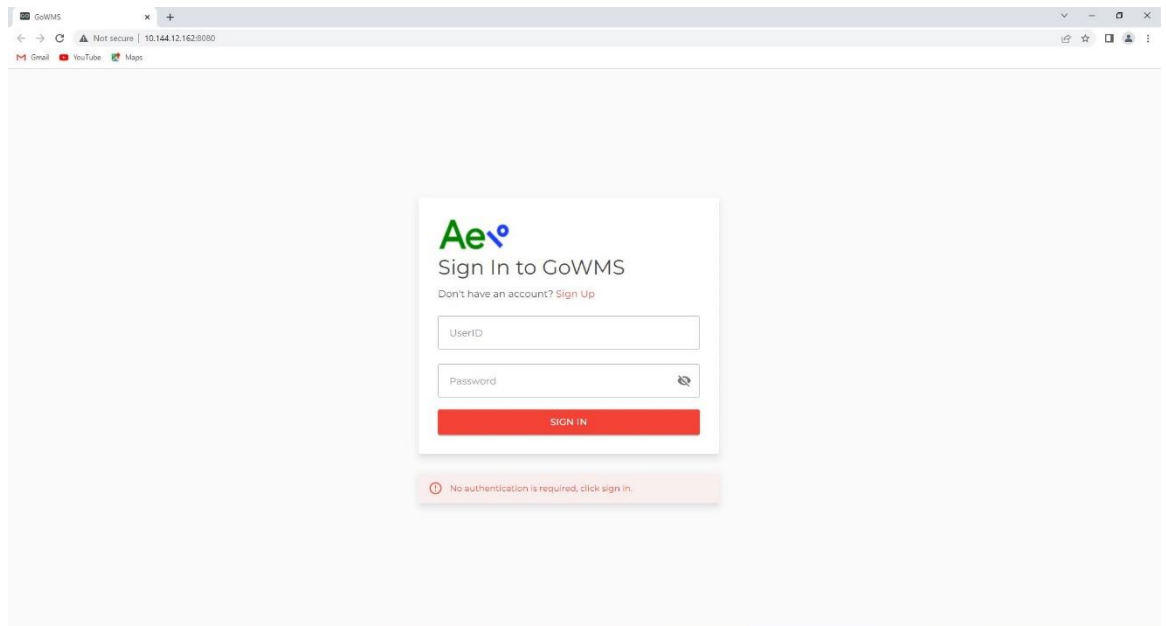 GoWMS
Not secure | 10.144.12.162:8080
Gmail YouTube Maps
Ae
Sign In to GoWMS
Don't have an account? Sign Up
UserID
Password
SIGN IN
No authentication is required, click sign in.